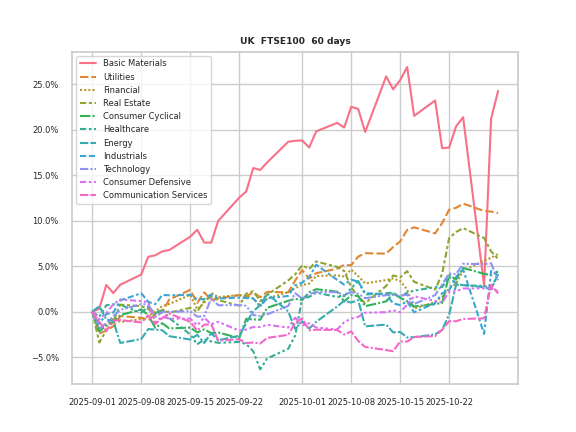 UK  FTSE100  60 days
Basic Materials
Utilities
Financial
Real Estate
Consumer Cyclical
Healthcare
Energy
Industrials
Technology
Consumer Defensive
Communication Services
25.0%
20.0%
15.0%
10.0%
5.0%
0.0%
−5.0%
2025-09-01 2025-09-08 2025-09-15 2025-09-22 2025-10-01 2025-10-08 2025-10-15 2025-10-22